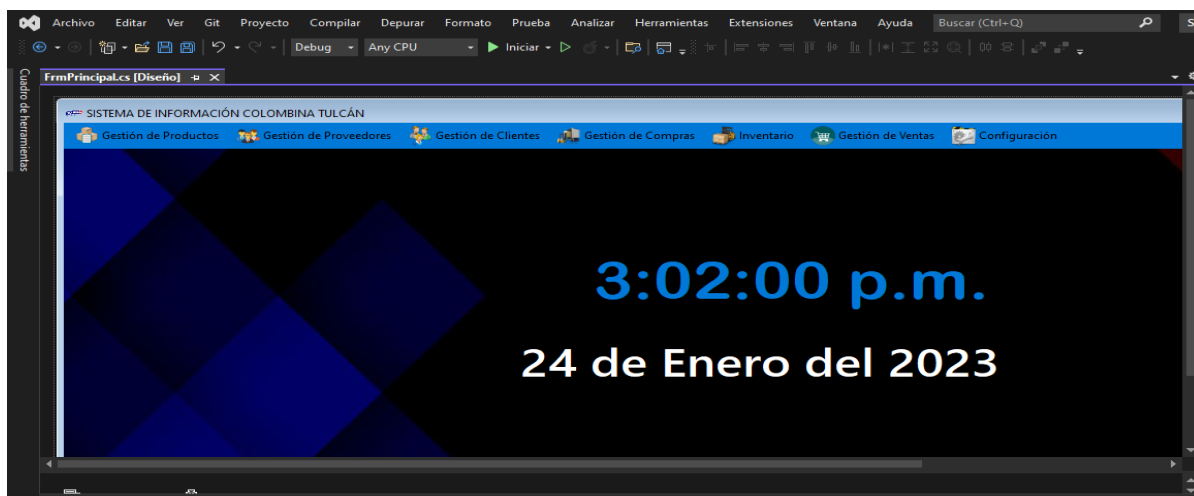 Archivo Editar Ver Git Proyecto Compilar Depurar Formato Prueba Analizar Herramientas Extensiones Ventana Ayuda Buscar (Ctrl+Q)
Debug Any CPU Iniciar
FrmPrincipal.cs [Diseño]
Cuadro de herramientas
SISTEMA DE INFORMACIÓN COLOMBINA TULCÁN
Gestión de Productos Gestión de Proveedores Gestión de Clientes Gestión de Compras Inventario Gestión de Ventas Configuración
3:02:00 p.m.
24 de Enero del 2023